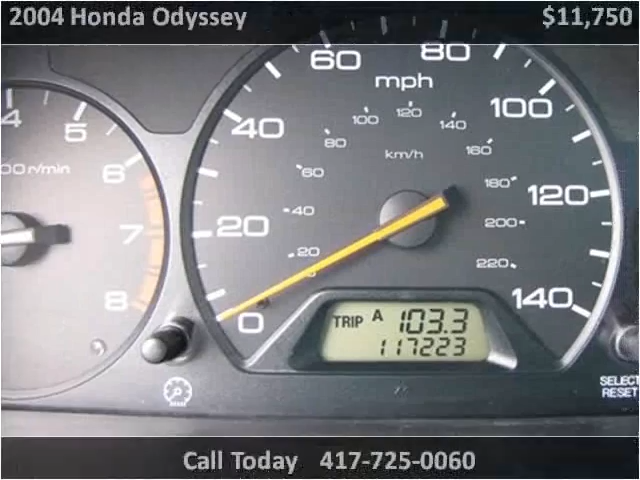 2004 Honda Odyssey $11,750
60 80
mph
4 5 40 100
100 120 140
80 160
km/h
00 r/min 6 60 180 120
7 20 40 200
20 220
8 0 140
TRIP A 103.3
117223
SELECT
RESET
Call Today 417-725-0060